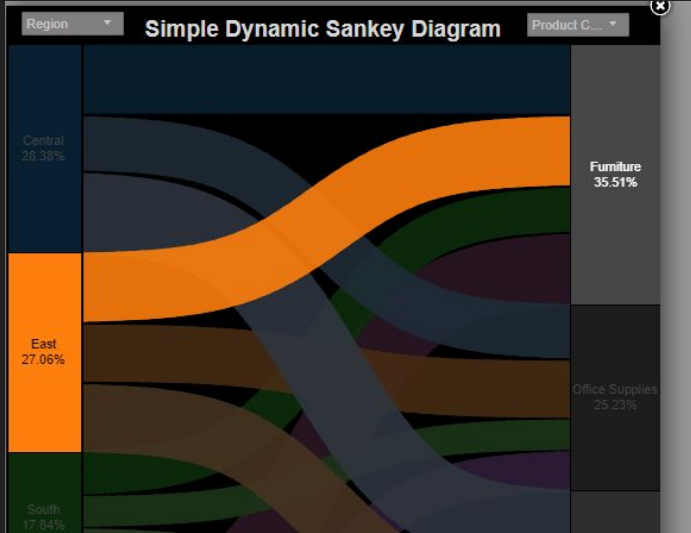 Region
Simple Dynamic Sankey Diagram
Product C...
Central
28.38%
Furniture
35.51%
East
27.06%
Office Supplies
25.23%
South
17.84%